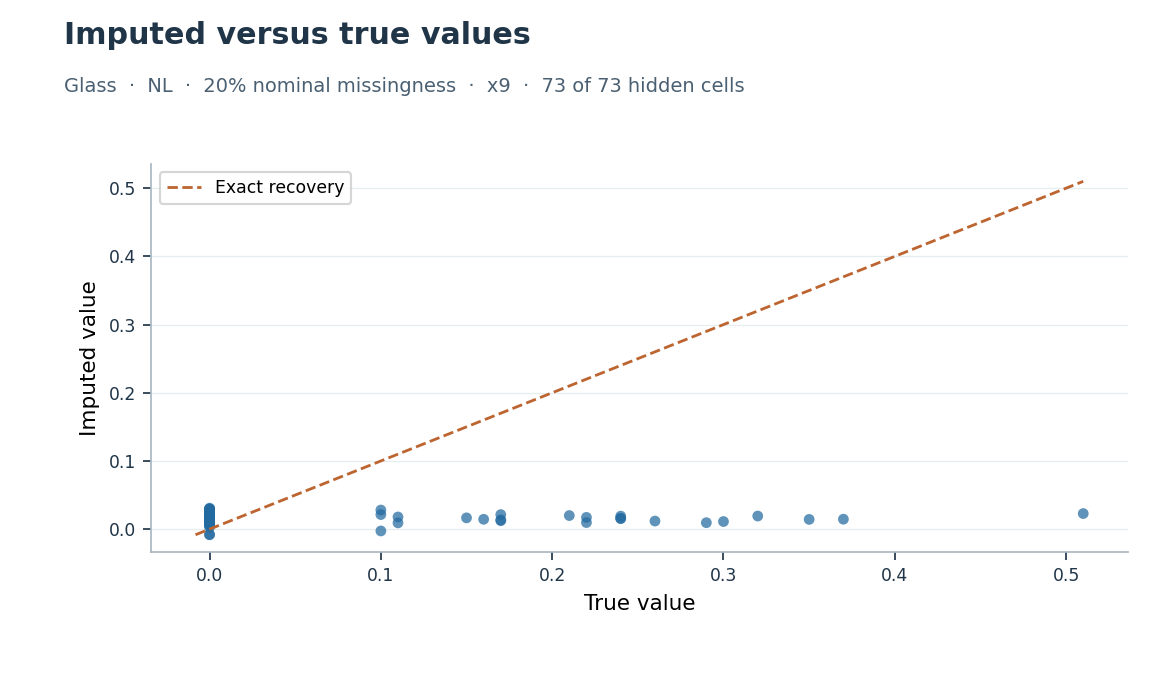 Imputed versus true values
Glass · NL · 20% nominal missingness · x9 · 73 of 73 hidden cells
Exact recovery
0.5
0.4
0.3
0.2
0.1
0.0
Imputed value
0.0 0.1 0.2 0.3 0.4 0.5
True value